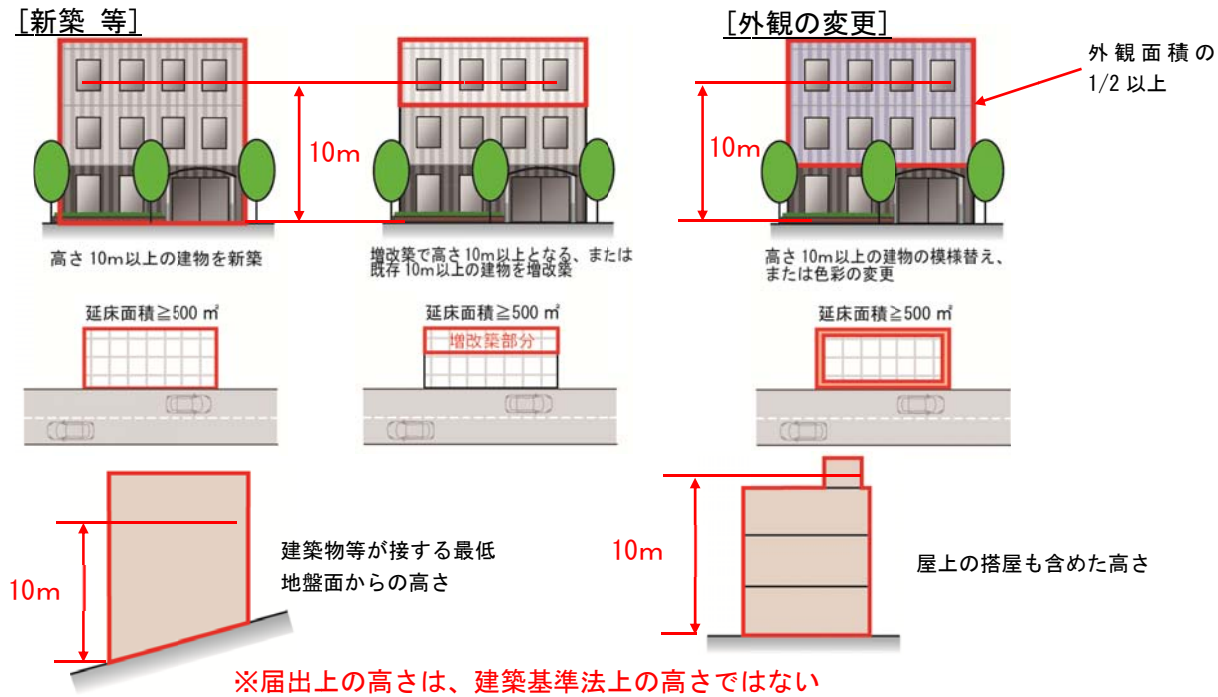 [新築 等]
[外観の変更]
外観面積の
1/2 以上
10m
10m
高さ 10m以上の建物を新築
増改築で高さ10m以上となる、または
既存10m以上の建物を増改築
高さ 10m以上の建物の模様替え、
または色彩の変更
延床面積≧500 ㎡
延床面積≧500 ㎡
延床面積≧500 ㎡
増改築部分
10m
建築物等が接する最低
地盤面からの高さ
10m
屋上の搭屋も含めた高さ
※届出上の高さは、建築基準法上の高さではない